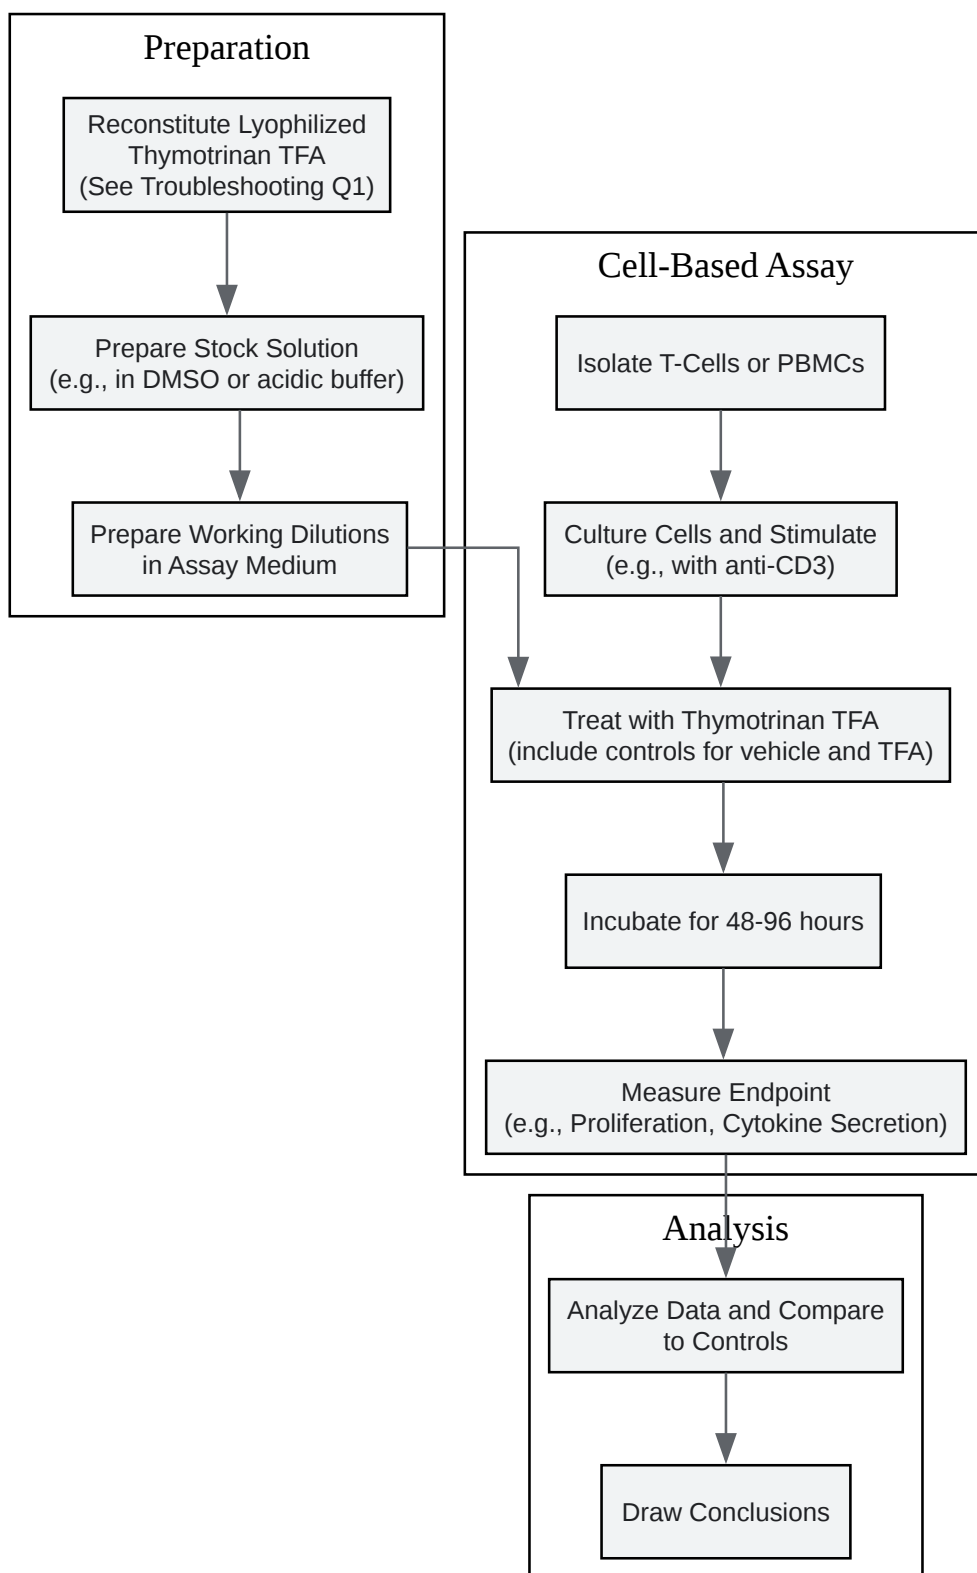 Preparation
Reconstitute Lyophilized
Thymotrinan TFA
(See Troubleshooting Q1)
Prepare Stock Solution
(e.g., in DMSO or acidic buffer)
Prepare Working Dilutions
in Assay Medium
Cell-Based Assay
Isolate T-Cells or PBMCs
Culture Cells and Stimulate
(e.g., with anti-CD3)
Treat with Thymotrinan TFA
(include controls for vehicle and TFA)
Incubate for 48-96 hours
Measure Endpoint
(e.g., Proliferation, Cytokine Secretion)
Analysis
Analyze Data and Compare
to Controls
Draw Conclusions